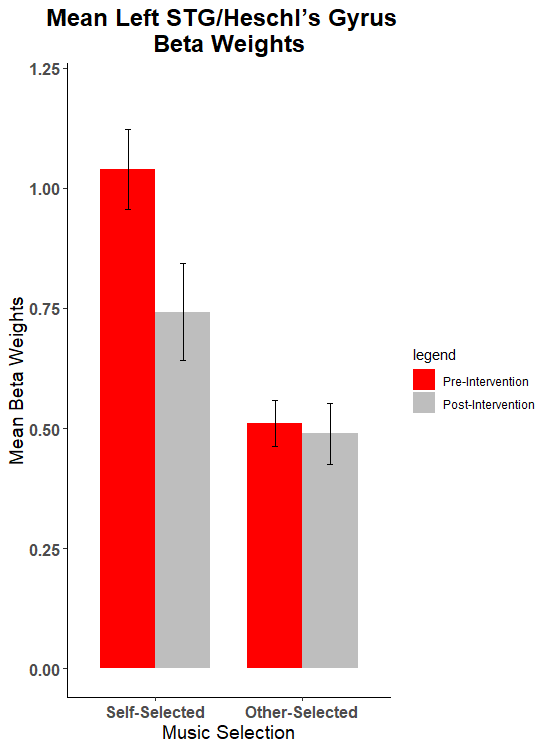 Mean Left STG/Heschl’s Gyrus
Beta Weights
1.25
1.00
0.75
0.50
0.25
0.00
Mean Beta Weights
Self-Selected
Other-Selected
Music Selection
legend
Pre-Intervention
Post-Intervention